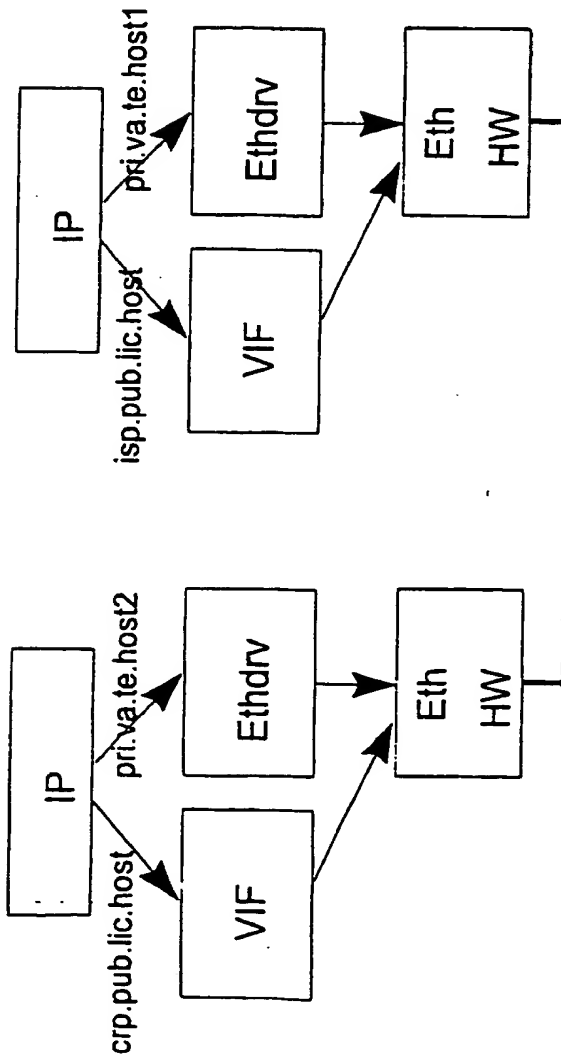 IP
crp.pub.lic.host
pri.va.te.host2
VIF
Ethdrv
Eth
HW
IP
isp.pub.lic.host
pri.va.te.host1
VIF
Ethdrv
Eth
HW